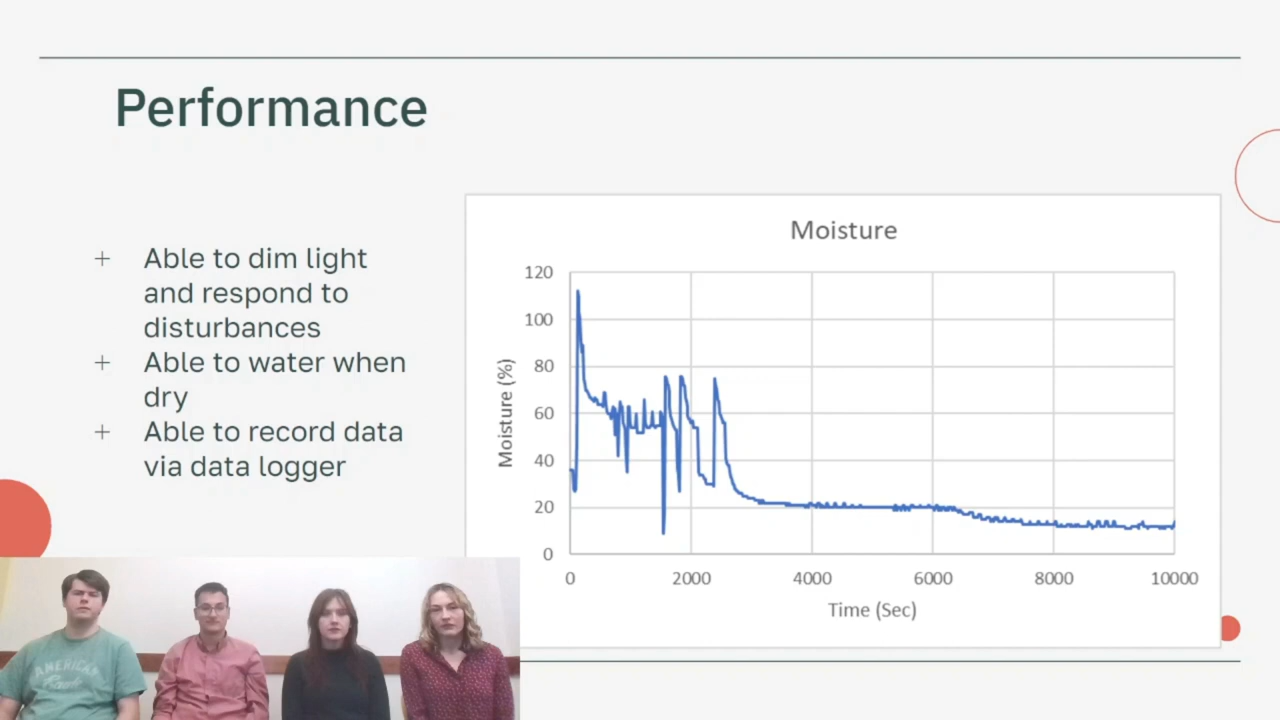 Performance
+ Able to dim light
and respond to
disturbances
+ Able to water when
dry
+ Able to record data
via data logger
Moisture
Moisture (%)
120
100
80
60
40
20
0
0 2000 4000 6000 8000 10000
Time (Sec)
AMERICAN